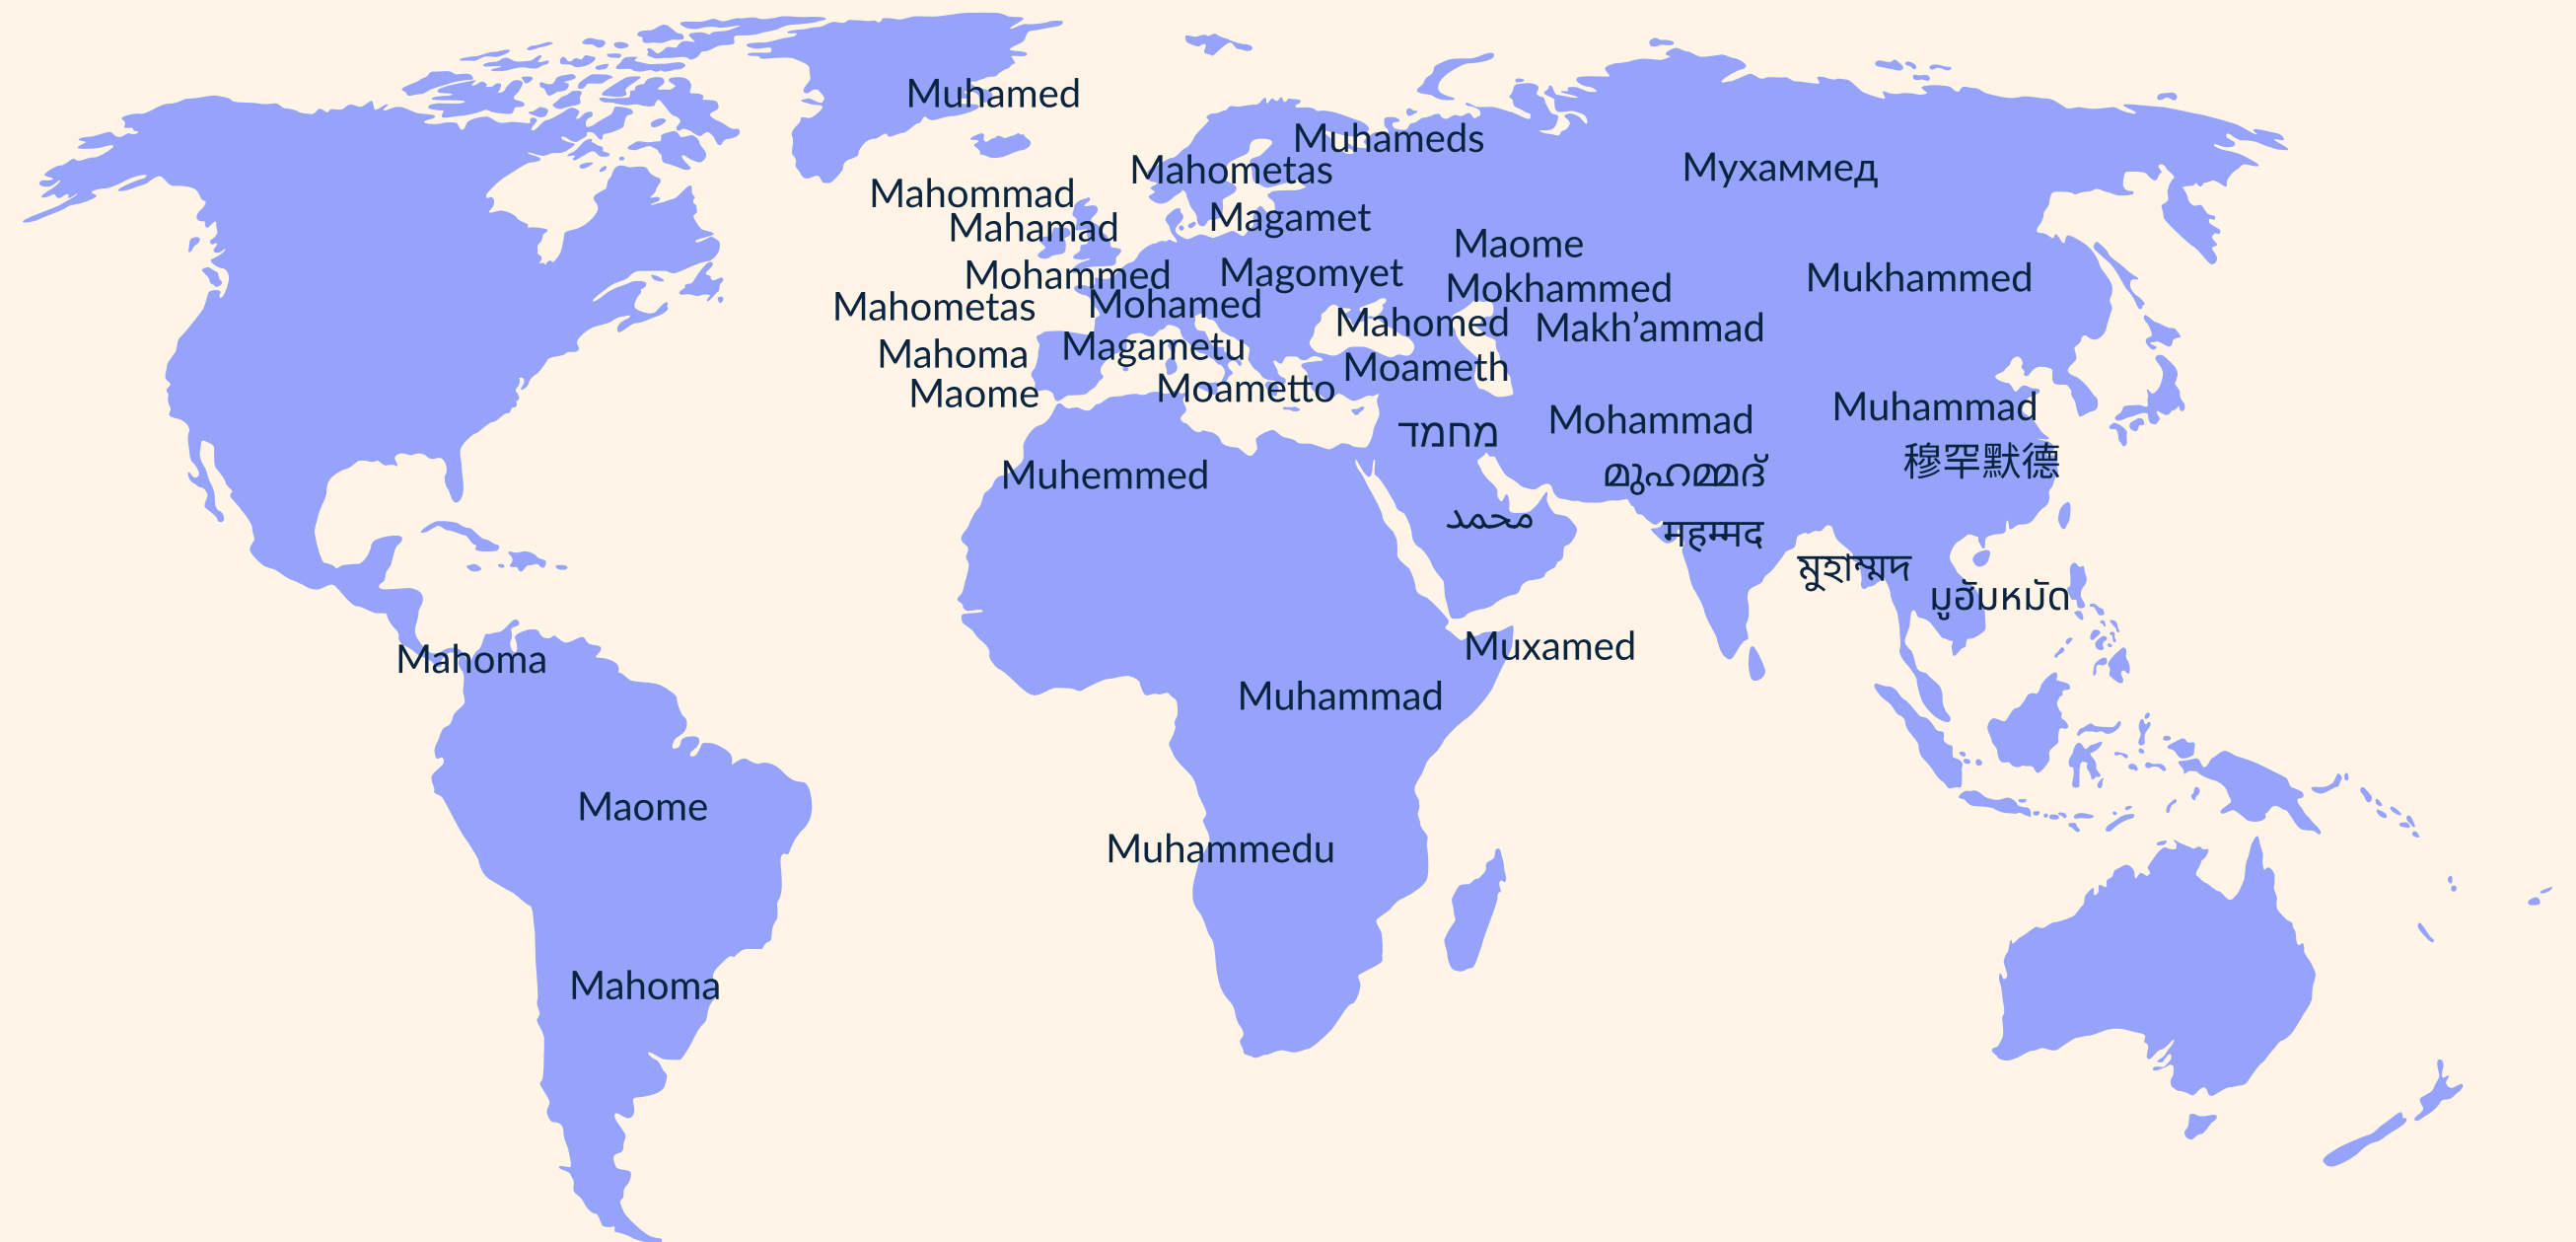 Muhamed
Muhameds
Mahometas
Мухаммед
Mahommad
Mahamad
Magamet
Maome
Mohammed
Magomyet
Mokhammed
Mukhammed
Mahometas
Mohamed
Mahomed
Makh’ammad
Mahoma
Magametu
Moameth
Maome
Moametto
Mohammad
Muhammad
מחמד
Muhemmed
മുഹമ്മദ്
穆罕默德
محمد
महम्मद
মুহাম্মদ
มูฮัมหมัด
Muxamed
Mahoma
Muhammad
Maome
Muhammedu
Mahoma